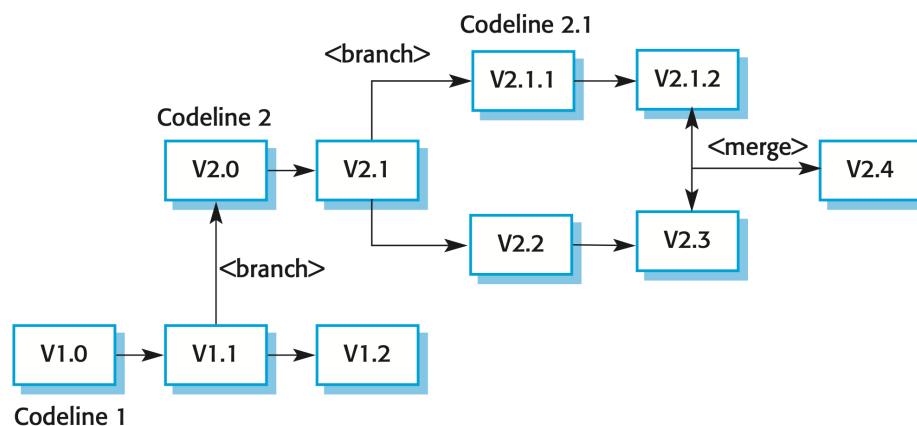 Codeline 2.1
<branch>
V2.1.1
V2.1.2
Codeline 2
<merge>
V2.0
V2.1
V2.4
V2.2
V2.3
<branch>
V1.0
V1.1
V1.2
Codeline 1